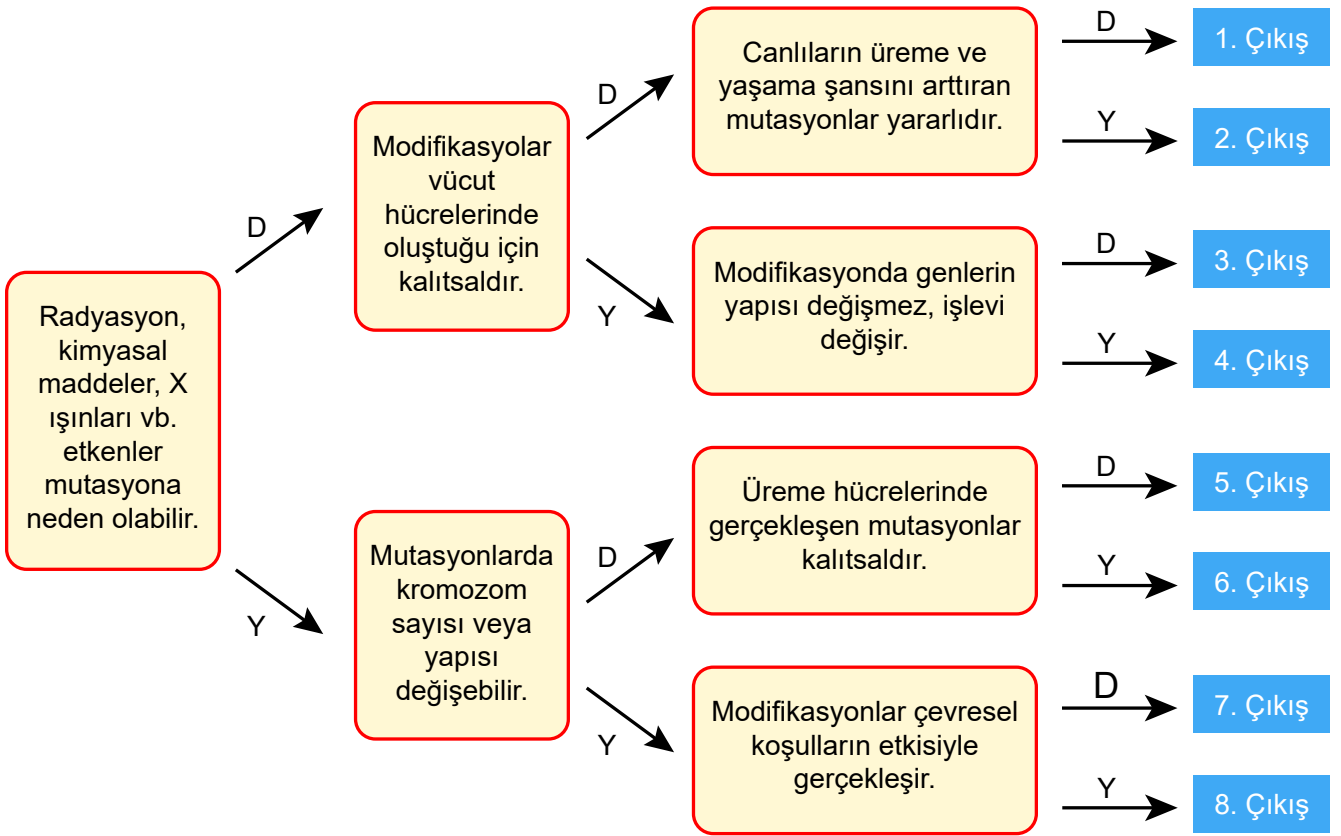 Radyasyon,
kimyasal
maddeler, X
ışınları vb.
etkenler
mutasyona
neden olabilir.
D
Y
Modifikasyolar
vücut
hücrelerinde
oluştuğu için
kalıtsaldır.
D
Y
Mutasyonlarda
kromozom
sayısı veya
yapısı
değişebilir.
D
Y
Canlıların üreme ve
yaşama şansını arttıran
mutasyonlar yararlıdır.
D
1. Çıkış
Y
2. Çıkış
Modifikasyonda genlerin
yapısı değişmez, işlevi
değişir.
D
3. Çıkış
Y
4. Çıkış
Üreme hücrelerinde
gerçekleşen mutasyonlar
kalıtsaldır.
D
5. Çıkış
Y
6. Çıkış
Modifikasyonlar çevresel
koşulların etkisiyle
gerçekleşir.
D
7. Çıkış
Y
8. Çıkış